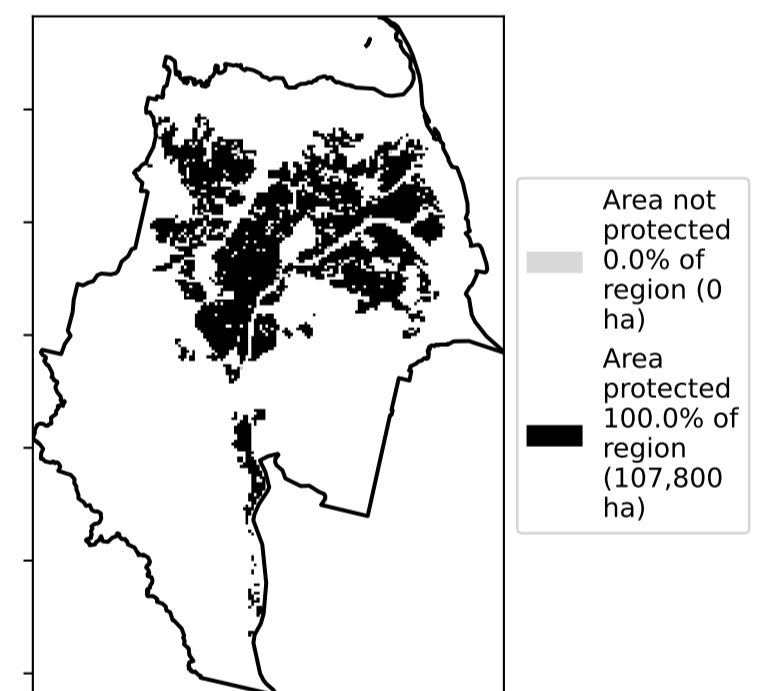 Area not
protected
0.0% of
region (0
ha)
Area
protected
100.0% of
region
(107,800
ha)